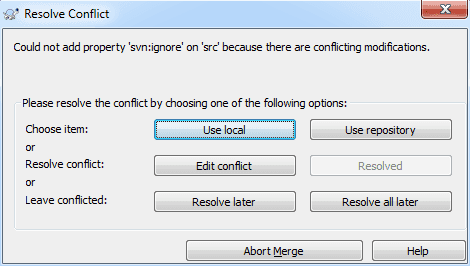 Resolve Conflict
Could not add property 'svn:ignore' on 'src' because there are conflicting modifications.
Please resolve the conflict by choosing one of the following options:
Choose item: Use local Use repository
or
Resolve conflict: Edit conflict Resolved
or
Leave conflicted: Resolve later Resolve all later
Abort Merge Help